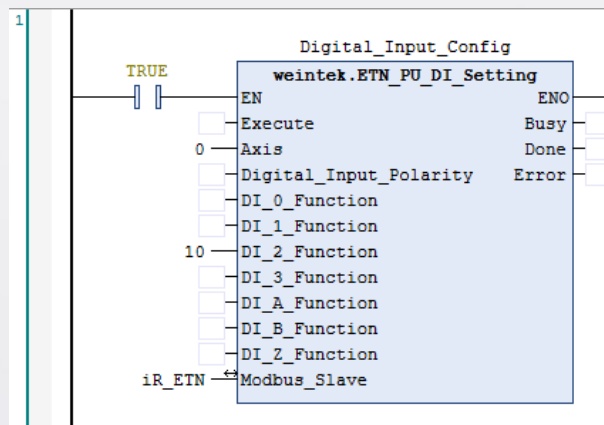 1
Digital_Input_Config
TRUE
weintek.ETN_PU_DI_Setting
EN ENO
Execute Busy
0 Axis Done
Digital_Input_Polarity Error
DI_0_Function
DI_1_Function
10 DI_2_Function
DI_3_Function
DI_A_Function
DI_B_Function
DI_Z_Function
iR_ETN Modbus_Slave